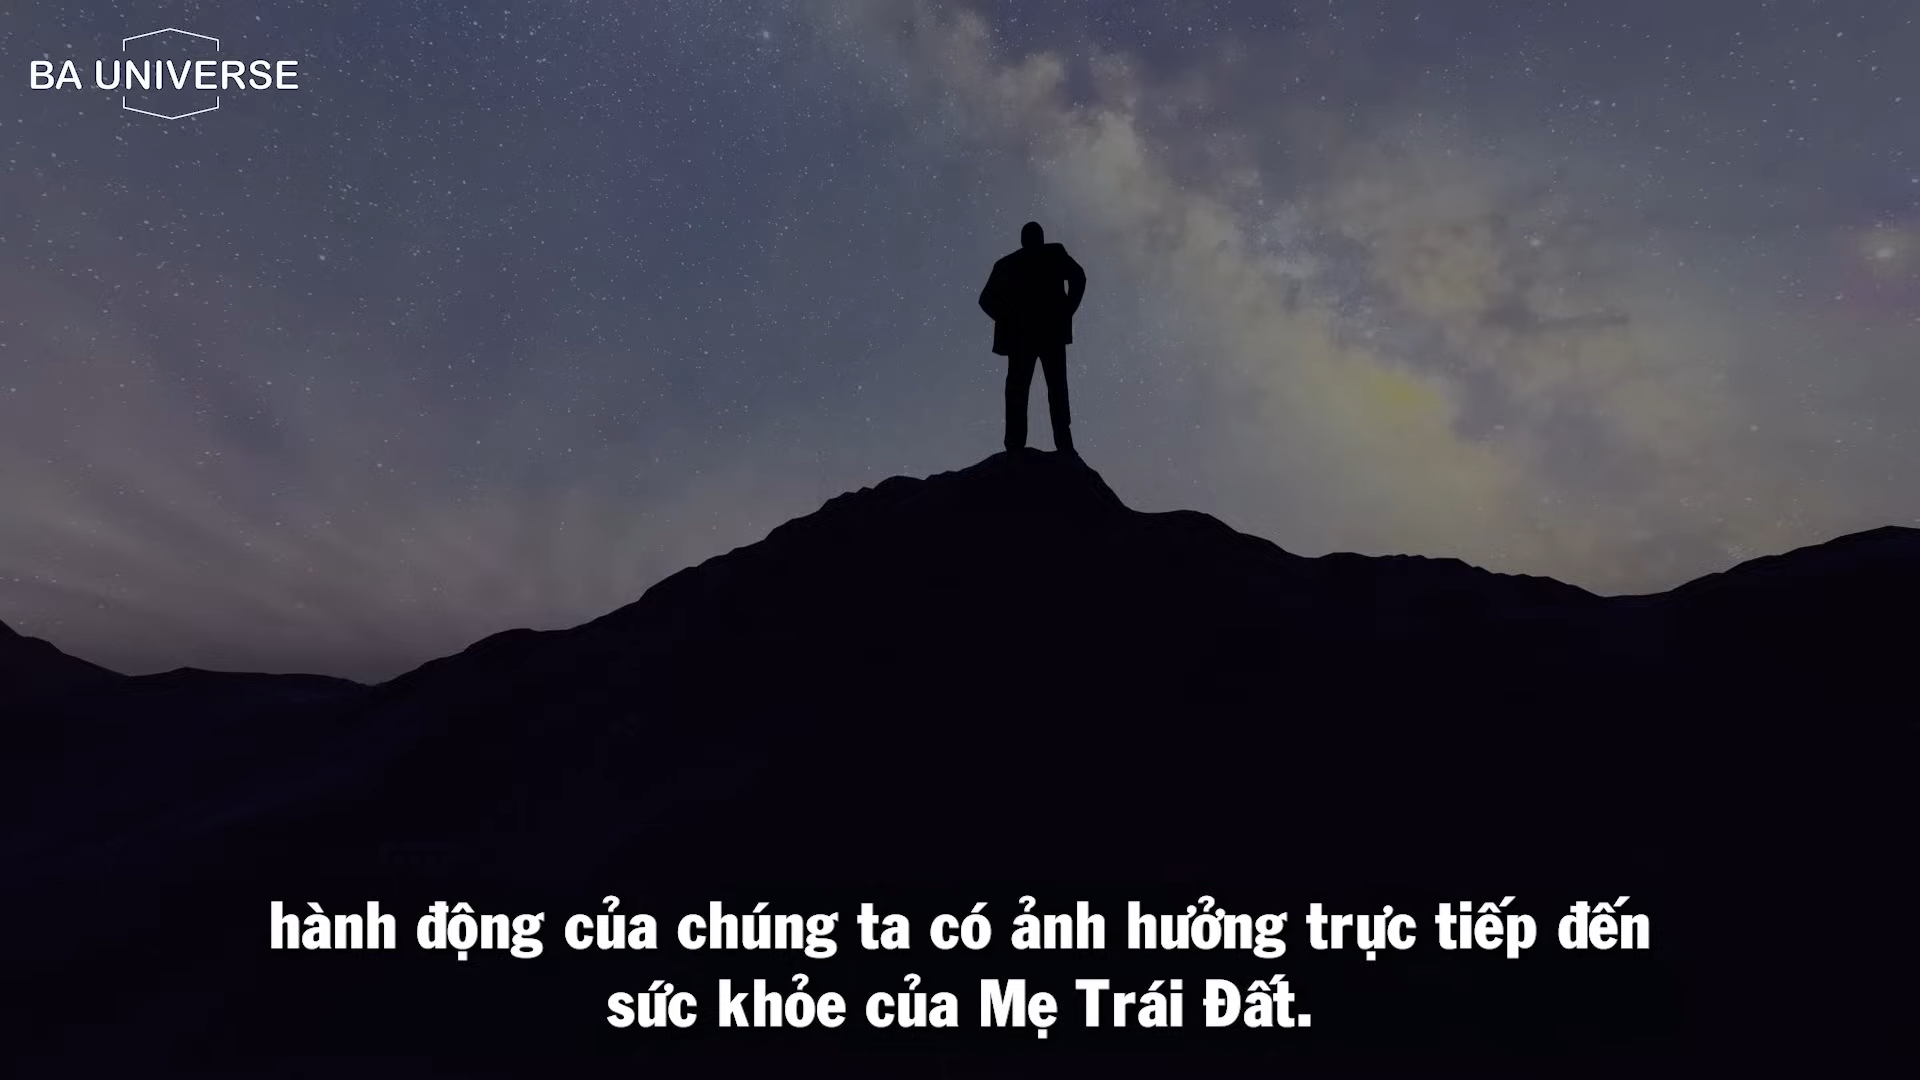 BA UNIVERSE
hành động của chúng ta có ảnh hưởng trực tiếp đến
sức khỏe của Mẹ Trái Đất.